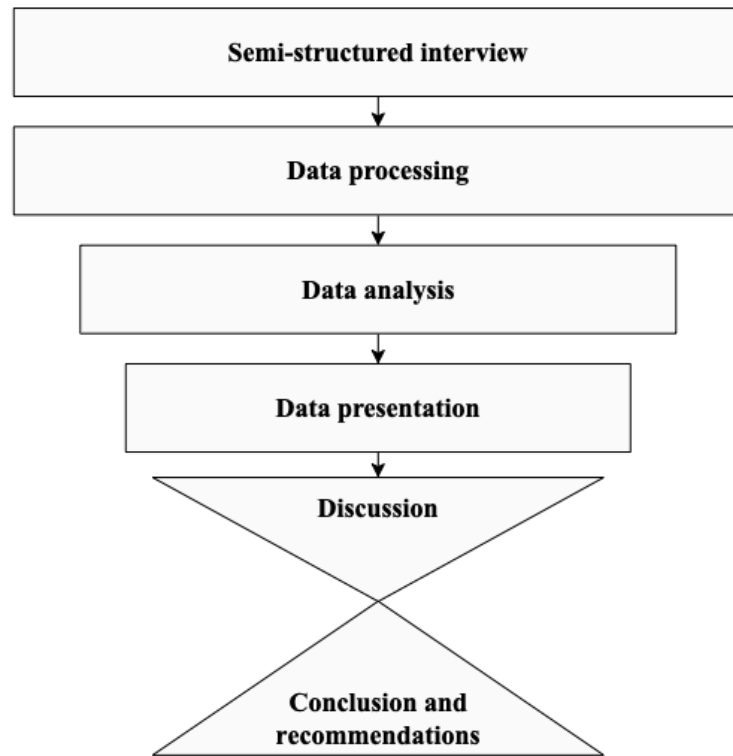 Semi-structured interview
Data processing
Data analysis
Data presentation
Discussion
Conclusion and
recommendations